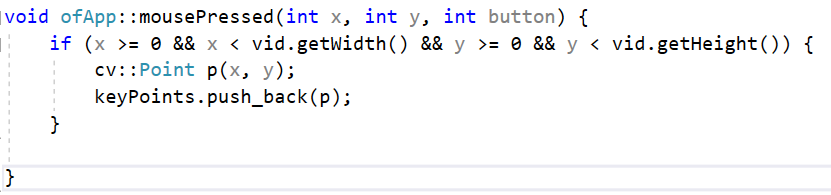 void ofApp::mousePressed(int x, int y, int button) {
    if (x >= 0 && x < vid.getWidth() && y >= 0 && y < vid.getHeight()) {
        cv::Point p(x, y);
        keyPoints.push_back(p);
    }
}